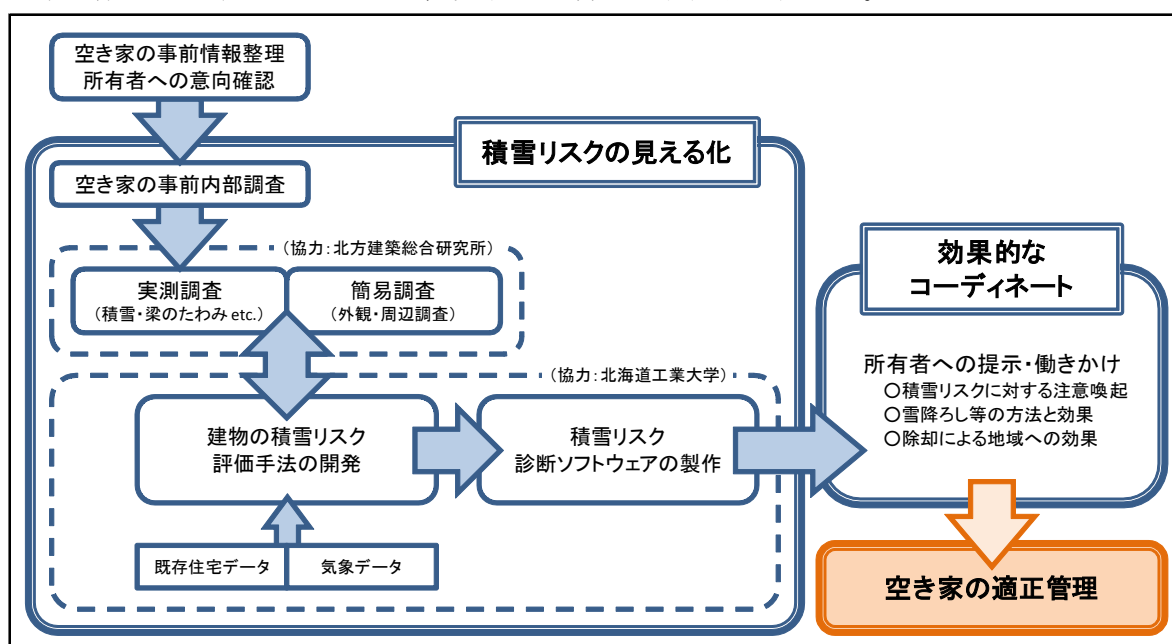 空き家の事前情報整理
所有者への意向確認
積雪リスクの見える化
空き家の事前内部調査
(協力:北方建築総合研究所)
実測調査
(積雪・梁のたわみ etc.)
簡易調査
(外観・周辺調査)
(協力:北海道工業大学)
建物の積雪リスク
評価手法の開発
積雪リスク
診断ソフトウェアの製作
既存住宅データ
気象データ
効果的な
コーディネート
所有者への提示・働きかけ
○積雪リスクに対する注意喚起
○雪降ろし等の方法と効果
○除却による地域への効果
空き家の適正管理